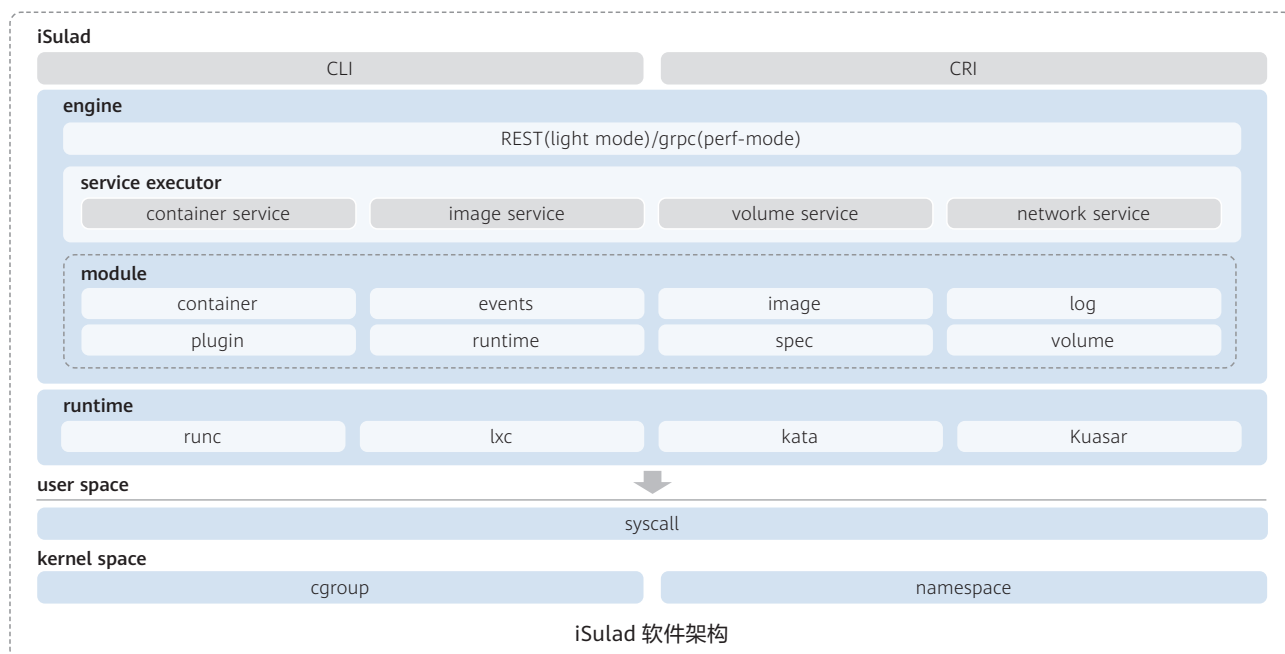 iSulad
CLI CRI
engine
REST(light mode)/grpc(perf-mode)
service executor
container service image service volume service network service
module
container events image log
plugin runtime spec volume
runtime
runc lxc kata Kuasar
user space
syscall
kernel space
cgroup namespace
iSulad 软件架构